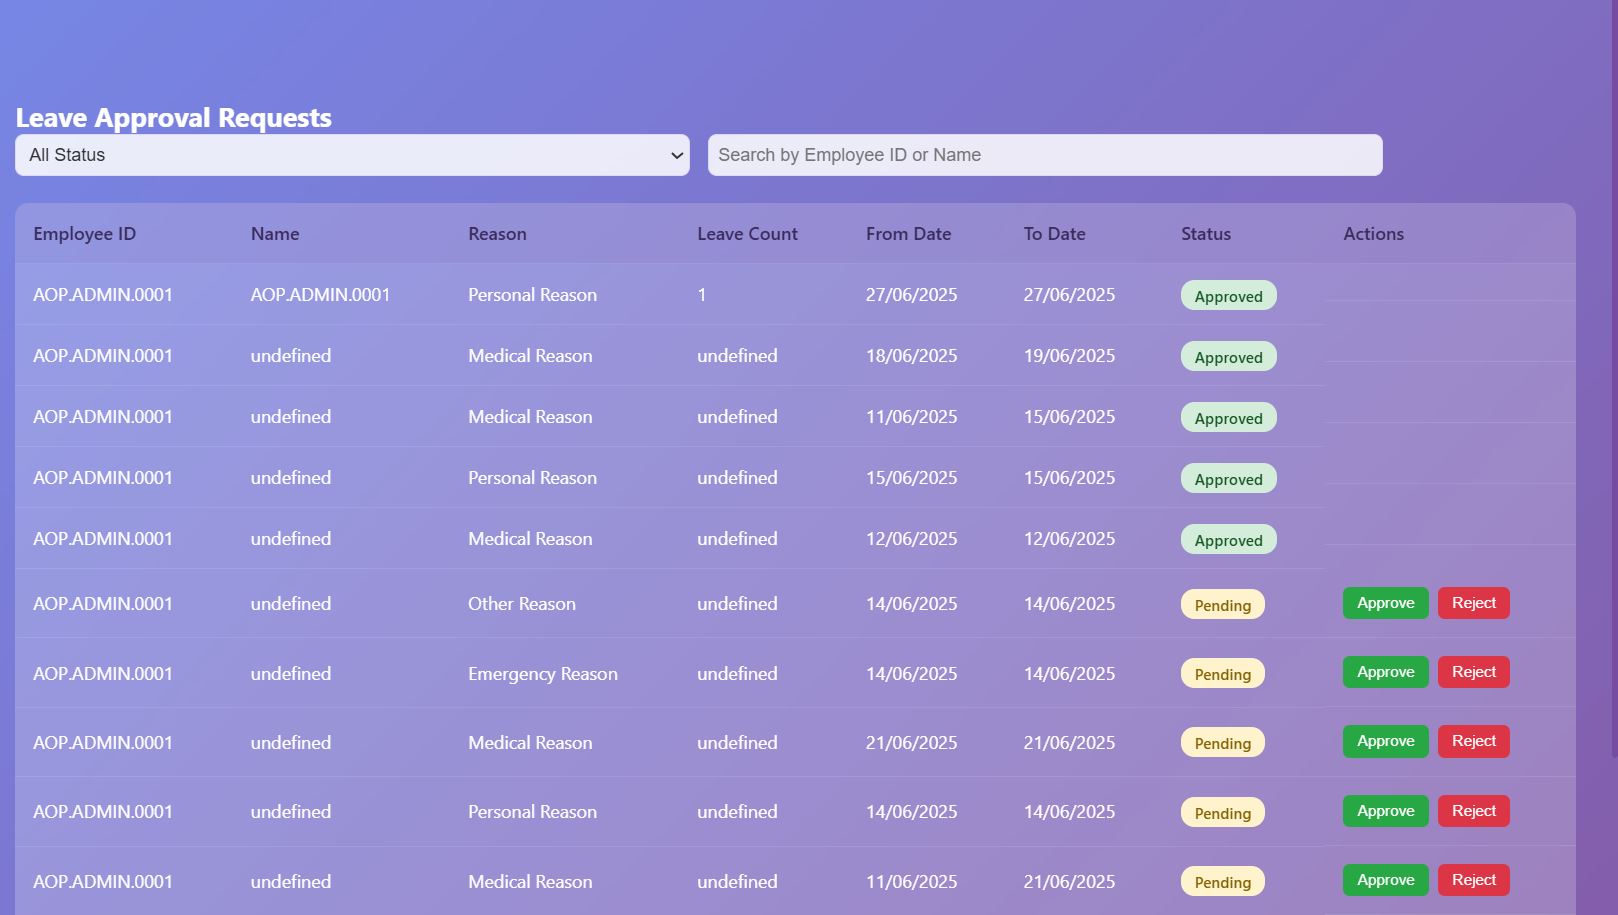 Leave Approval Requests
All Status Search by Employee ID or Name
Employee ID Name Reason Leave Count From Date To Date Status Actions
AOP.ADMIN.0001 AOP.ADMIN.0001 Personal Reason 1 27/06/2025 27/06/2025 Approved
AOP.ADMIN.0001 undefined Medical Reason undefined 18/06/2025 19/06/2025 Approved
AOP.ADMIN.0001 undefined Medical Reason undefined 11/06/2025 15/06/2025 Approved
AOP.ADMIN.0001 undefined Personal Reason undefined 15/06/2025 15/06/2025 Approved
AOP.ADMIN.0001 undefined Medical Reason undefined 12/06/2025 12/06/2025 Approved
AOP.ADMIN.0001 undefined Other Reason undefined 14/06/2025 14/06/2025 Pending Approve Reject
AOP.ADMIN.0001 undefined Emergency Reason undefined 14/06/2025 14/06/2025 Pending Approve Reject
AOP.ADMIN.0001 undefined Medical Reason undefined 21/06/2025 21/06/2025 Pending Approve Reject
AOP.ADMIN.0001 undefined Personal Reason undefined 14/06/2025 14/06/2025 Pending Approve Reject
AOP.ADMIN.0001 undefined Medical Reason undefined 11/06/2025 21/06/2025 Pending Approve Reject